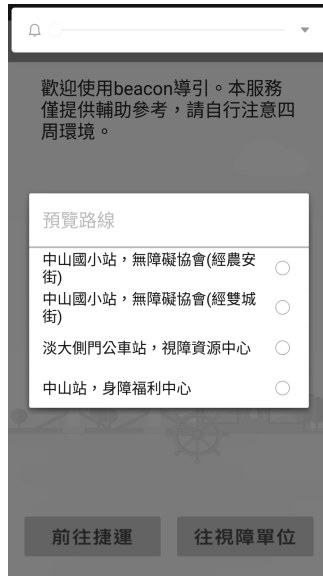 歡迎使用beacon導引。本服務
僅提供輔助參考，請自行注意四
周環境。
預覽路線
中山國小站，無障礙協會(經農安
街)
中山國小站，無障礙協會(經雙城
街)
淡大側門公車站，視障資源中心
中山站，身障福利中心
前往捷運
往視障單位